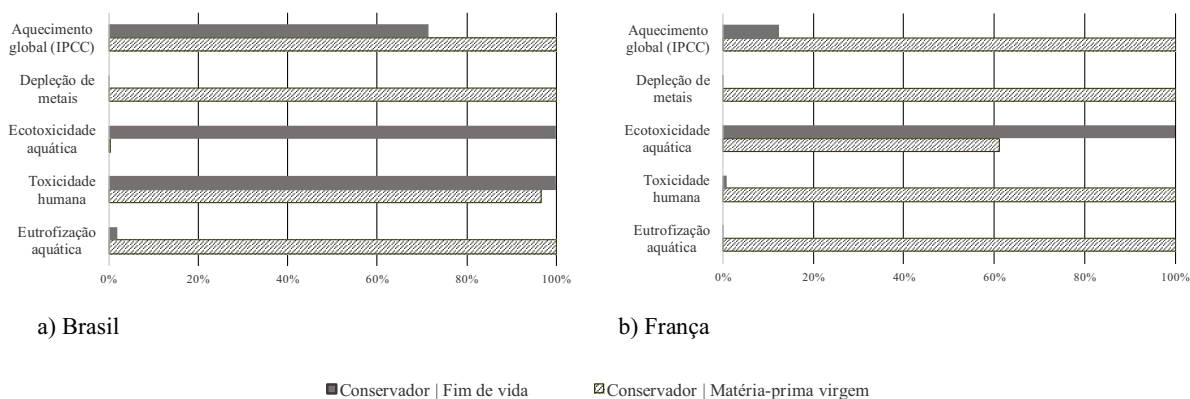 Aquecimento
global (IPCC)
Depleção de
metais
Ecotoxicidade
aquática
Toxicidade
humana
Eutrofização
aquática
0% 20% 40% 60% 80% 100%
a) Brasil
Aquecimento
global (IPCC)
Depleção de
metais
Ecotoxicidade
aquática
Toxicidade
humana
Eutrofização
aquática
0% 20% 40% 60% 80% 100%
b) França
Conservador | Fim de vida Conservador | Matéria-prima virgem